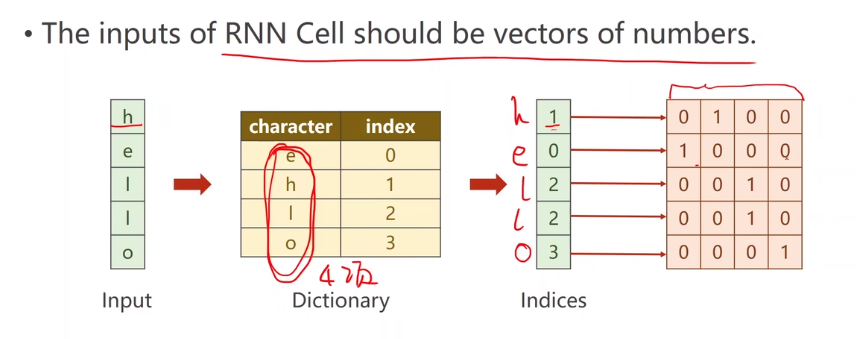 • The inputs of RNN Cell should be vectors of numbers.
h
e
l
l
o
Input
character index
e 0
h 1
l 2
o 3
4项
Dictionary
h 1
e 0
l 2
l 2
o 3
Indices
0 1 0 0
1 0 0 0
0 0 1 0
0 0 1 0
0 0 0 1